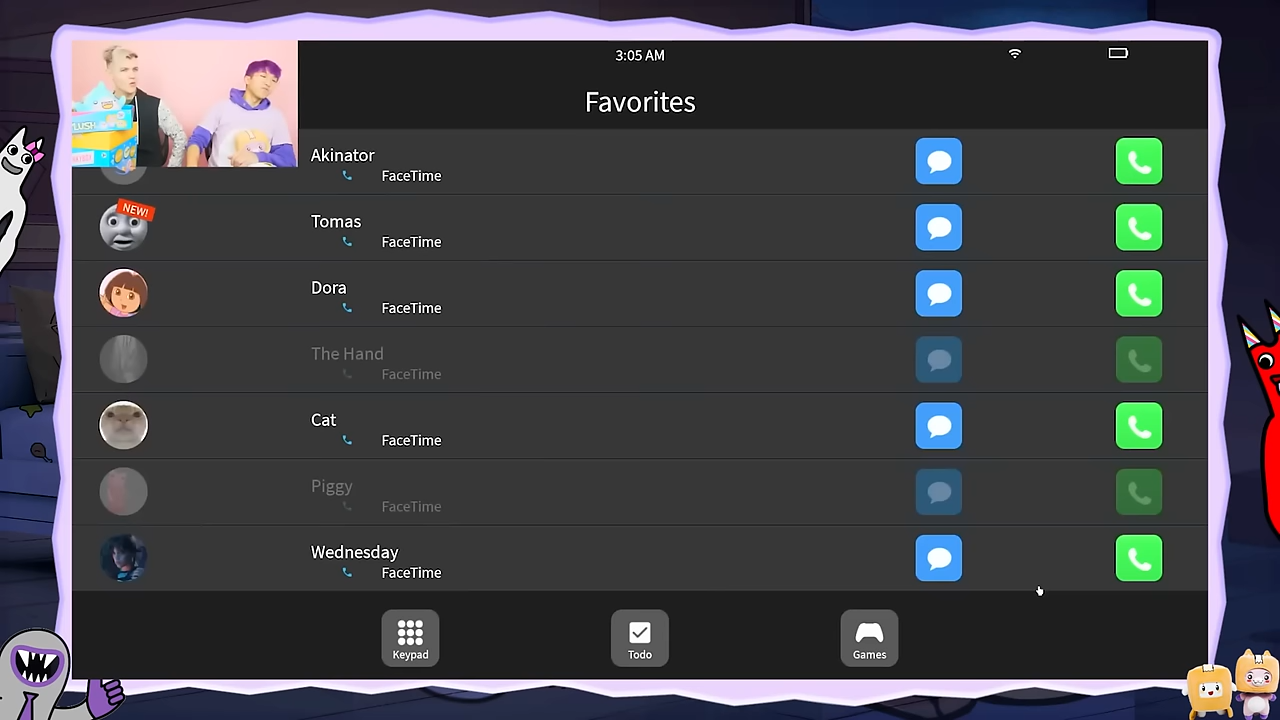 3:05 AM
Favorites
PLUSH
Akinator
FaceTime
NEW!
Tomas
FaceTime
Dora
FaceTime
The Hand
FaceTime
Cat
FaceTime
Piggy
FaceTime
Wednesday
FaceTime
Keypad
Todo
Games